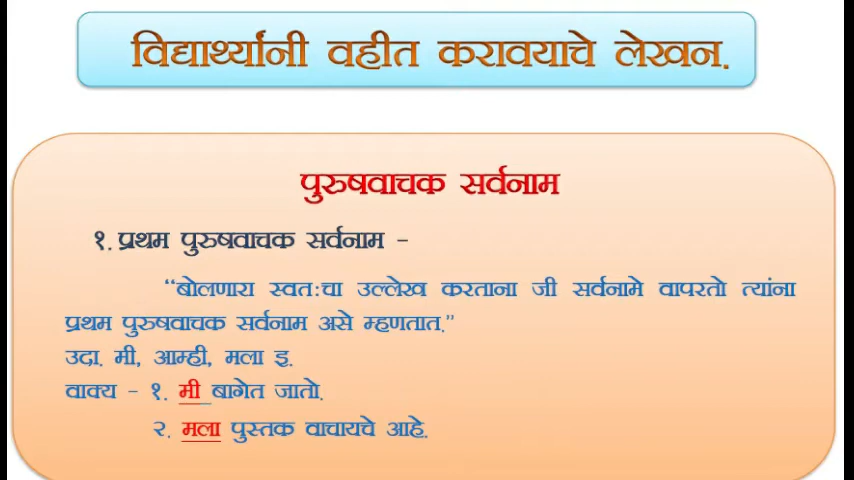 विद्यार्थ्यांनी वहीत करावयाचे लेखन.
पुरुषवाचक सर्वनाम
१. प्रथम पुरुषवाचक सर्वनाम -
“बोलणारा स्वतःचा उल्लेख करताना जी सर्वनामे वापरतो त्यांना
प्रथम पुरुषवाचक सर्वनाम असे म्हणतात.”
उदा. मी, आम्ही, मला इ.
वाक्य - १. मी बागेत जातो.
२. मला पुस्तक वाचायचे आहे.